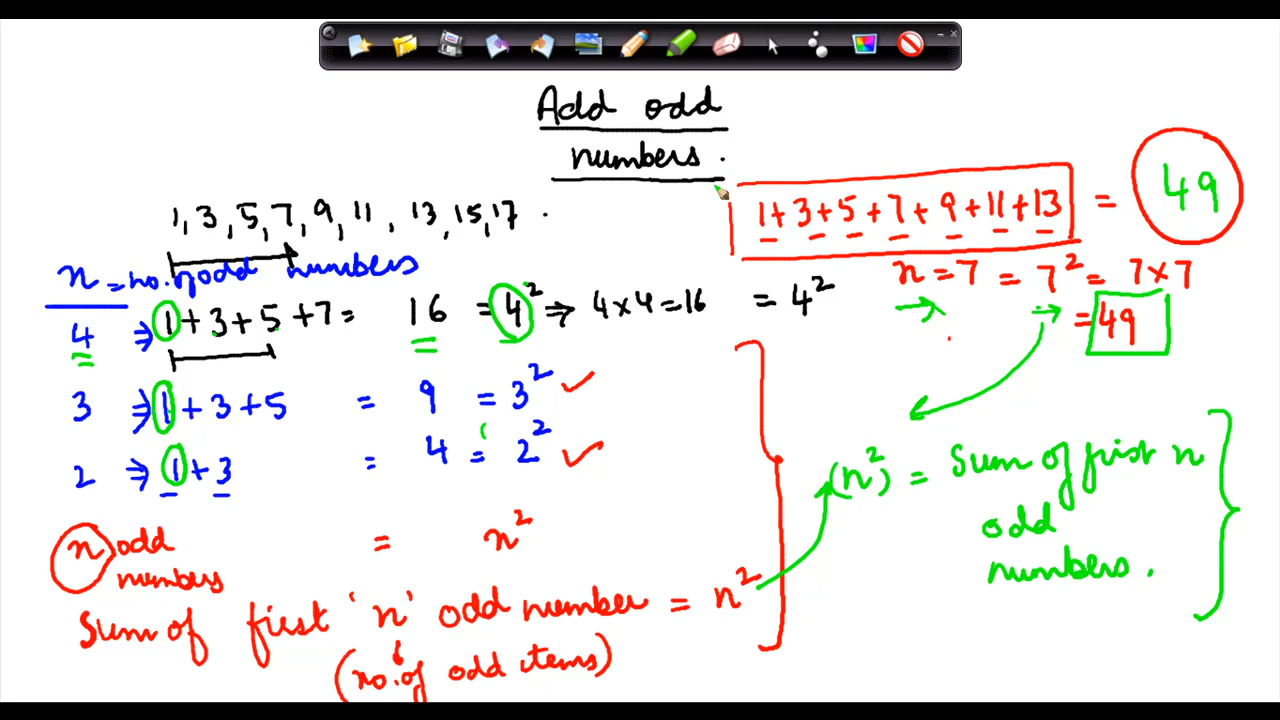 Add odd
numbers.
1, 3, 5, 7, 9, 11, 13, 15, 17 .
1+3+5+7+9+11+13 = 49
n = no. of odd numbers
n = 7 = 7² = 7×7
= 49
4 ⇒ 1+3+5+7 = 16 = 4² ⇒ 4×4=16 = 4²
3 ⇒ 1+3+5 = 9 = 3² ✓
2 ⇒ 1+3 = 4 = 2² ✓
(n²) = Sum of first n
odd
numbers.
n odd
numbers = n²
Sum of first 'n' odd number = n²
(no. of odd items)